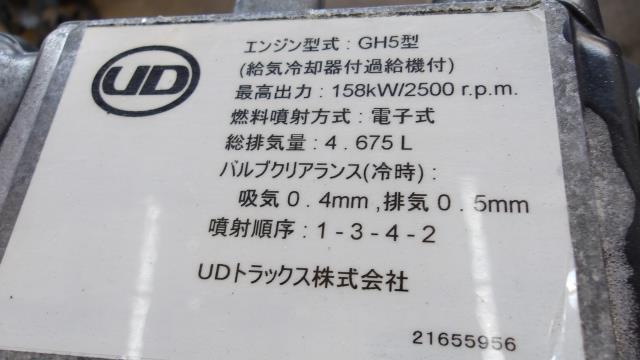 UD
エンジン型式 : GH5型
(給気冷却器付過給機付)
最高出力 : 158kW/2500 r.p.m.
燃料噴射方式 : 電子式
総排気量 : 4 . 675 L
バルブクリアランス(冷時) :
吸気 0 . 4mm , 排気 0 . 5mm
噴射順序 : 1 - 3 - 4 - 2
UDトラックス株式会社
21655956